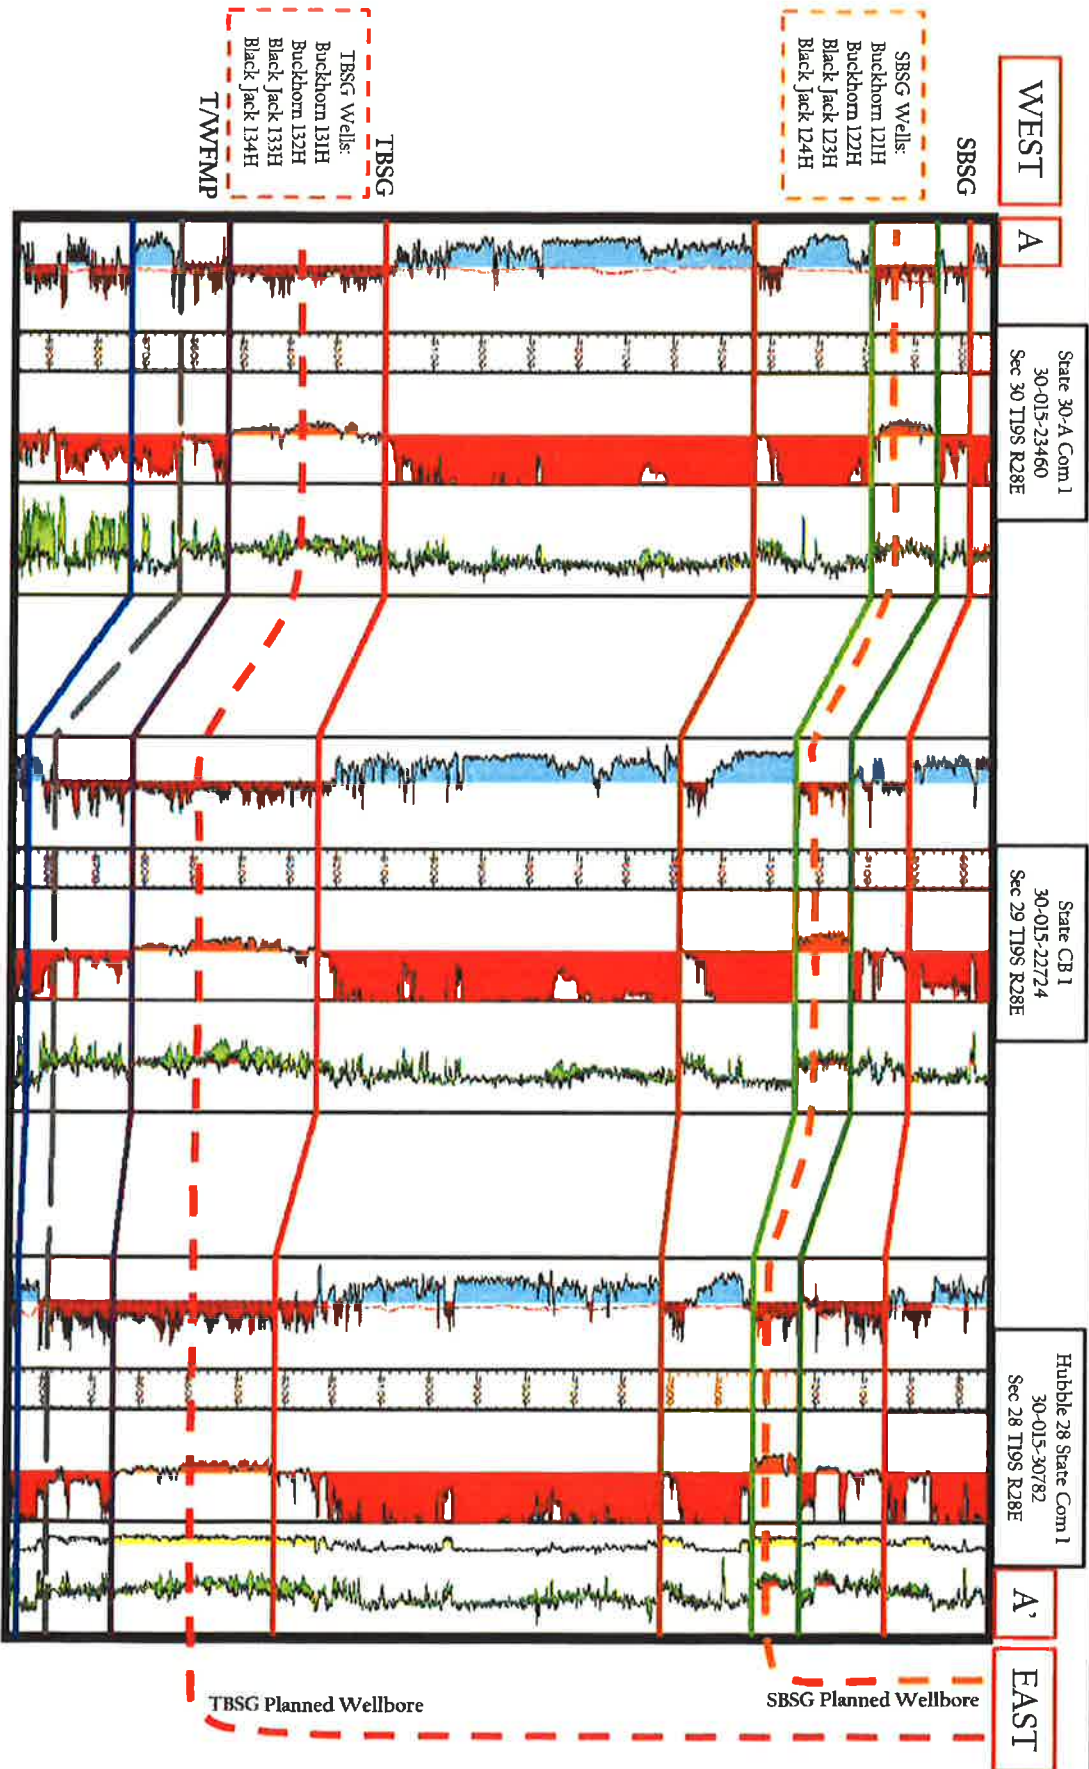 WEST
A
State 30-A Com 1
30-015-23460
Sec 30 T19S R28E
State CB 1
30-015-22724
Sec 29 T19S R28E
Hubble 28 State Com 1
30-015-30782
Sec 28 T19S R28E
A'
EAST
SBSG
SBSG Wells:
Buckhorn 121H
Buckhorn 122H
Black Jack 123H
Black Jack 124H
TBSG
TBSG Wells:
Buckhorn 131H
Buckhorn 132H
Black Jack 133H
Black Jack 134H
T/WFMP
SBSG Planned Wellbore
TBSG Planned Wellbore